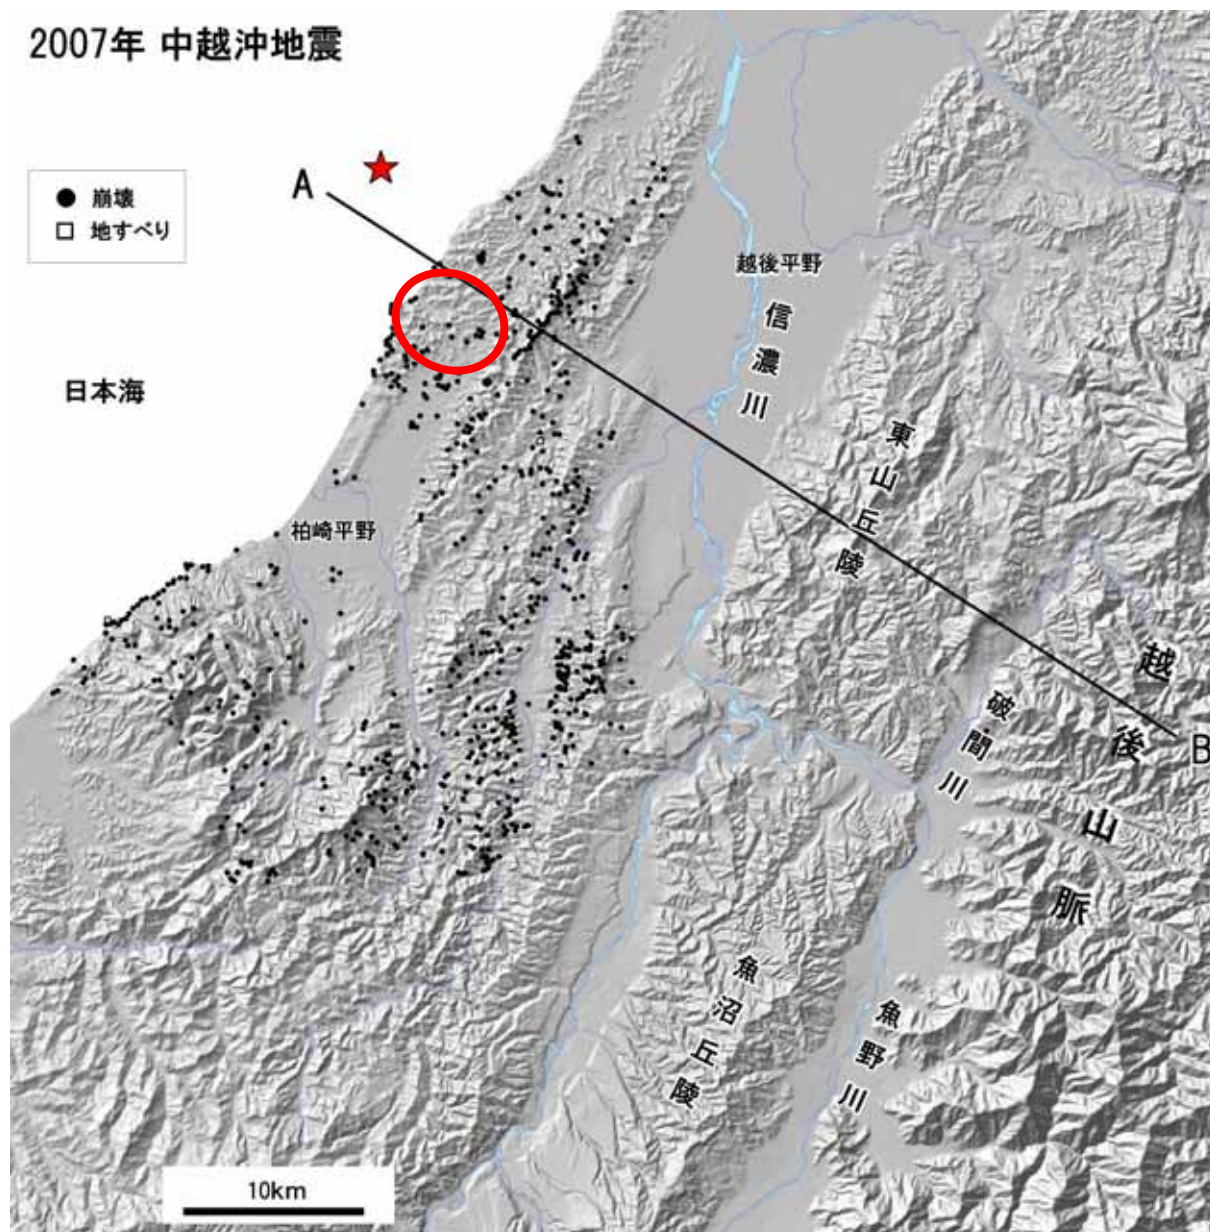 2007年 中越沖地震
A
崩壊
地すべり
越後平野
信濃川
日本海
東山丘陵
柏崎平野
越後山脈
破間川
B
魚沼丘陵
魚野川
10km